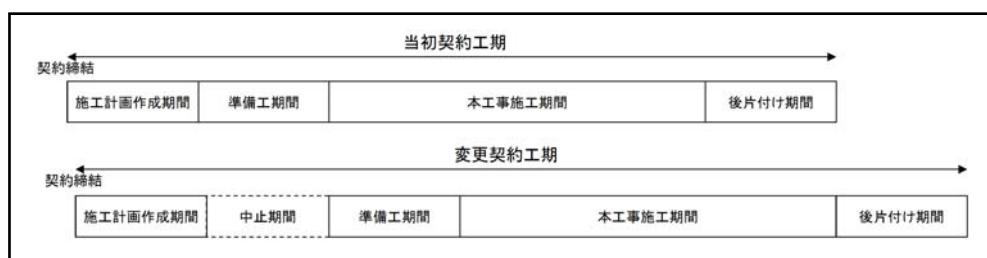 当初契約工期
契約締結
施工計画作成期間 準備工期間 本工事施工期間 後片付け期間
変更契約工期
契約締結
施工計画作成期間 中止期間 準備工期間 本工事施工期間 後片付け期間